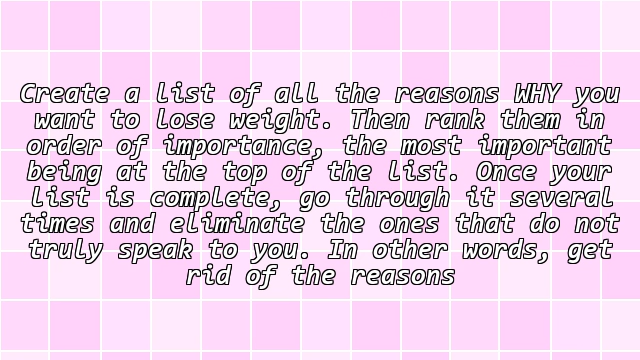 Create a list of all the reasons WHY you
want to lose weight. Then rank them in
order of importance, the most important
being at the top of the list. Once your
list is complete, go through it several
times and eliminate the ones that do not
truly speak to you. In other words, get
rid of the reasons